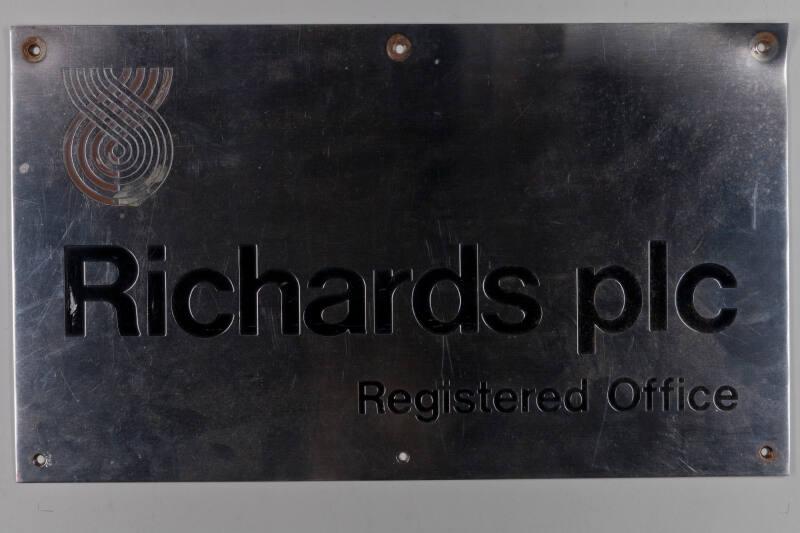 Richards plc
Registered Office